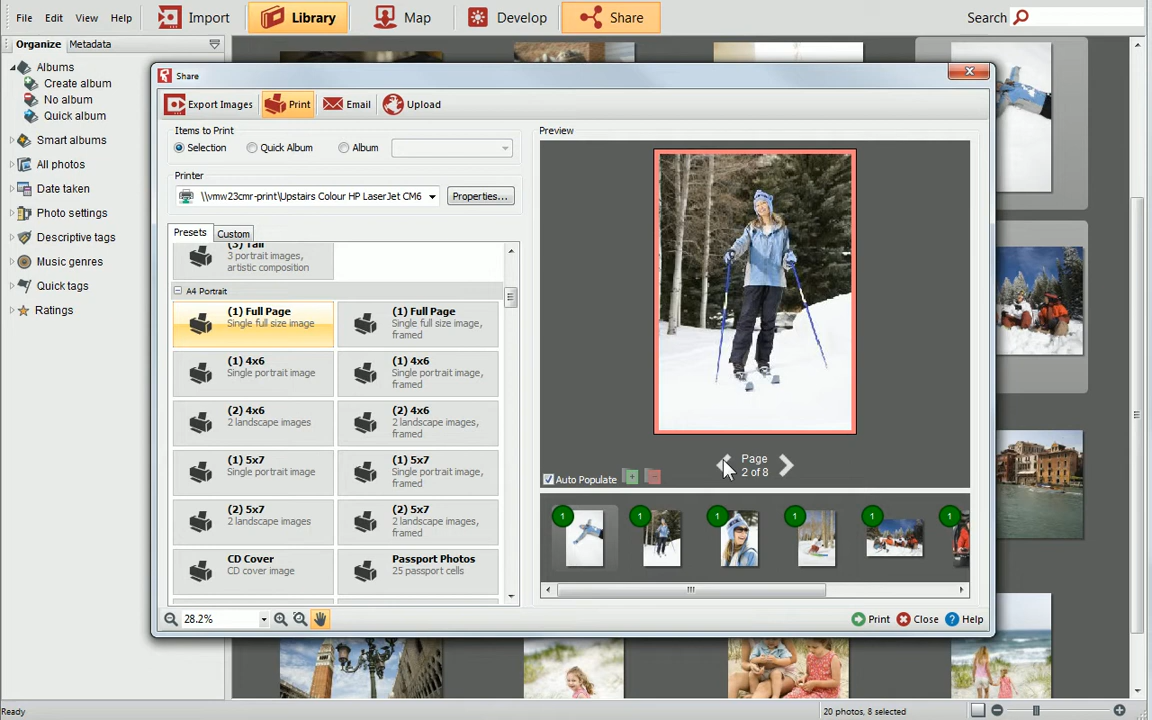 File Edit View Help Import Library Map Develop Share Search
Organize Metadata
Albums
Create album
No album
Quick album
Smart albums
All photos
Date taken
Photo settings
Descriptive tags
Music genres
Quick tags
Ratings
Share
Export Images Print Email Upload
Items to Print
Selection Quick Album Album
Printer
\\vmw23cmr-print\Upstairs Colour HP LaserJet CM6 Properties...
Presets Custom
(3) Tall
3 portrait images,
artistic composition
A4 Portrait
(1) Full Page
Single full size image
(1) Full Page
Single full size image,
framed
(1) 4x6
Single portrait image
(1) 4x6
Single portrait image,
framed
(2) 4x6
2 landscape images
(2) 4x6
2 landscape images,
framed
(1) 5x7
Single portrait image
(1) 5x7
Single portrait image,
framed
(2) 5x7
2 landscape images
(2) 5x7
2 landscape images,
framed
CD Cover
CD cover image
Passport Photos
25 passport cells
28.2%
Preview
Page
2 of 8
Auto Populate
1 1 1 1 1 1
Print Close Help
Ready
20 photos, 8 selected